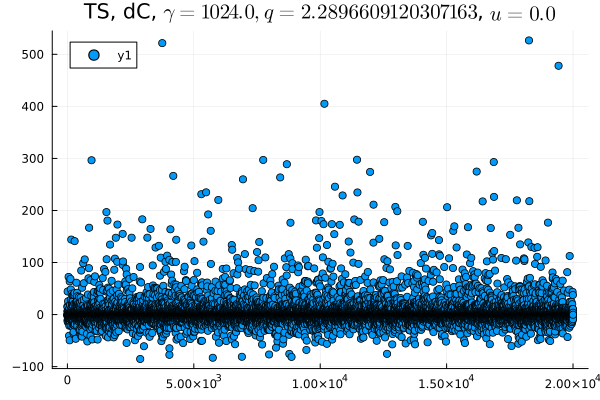 TS, dC, γ = 1024.0, q = 2.2896609120307163, u = 0.0
y1
500
400
300
200
100
0
−100
0 5.00×10³ 1.00×10⁴ 1.50×10⁴ 2.00×10⁴